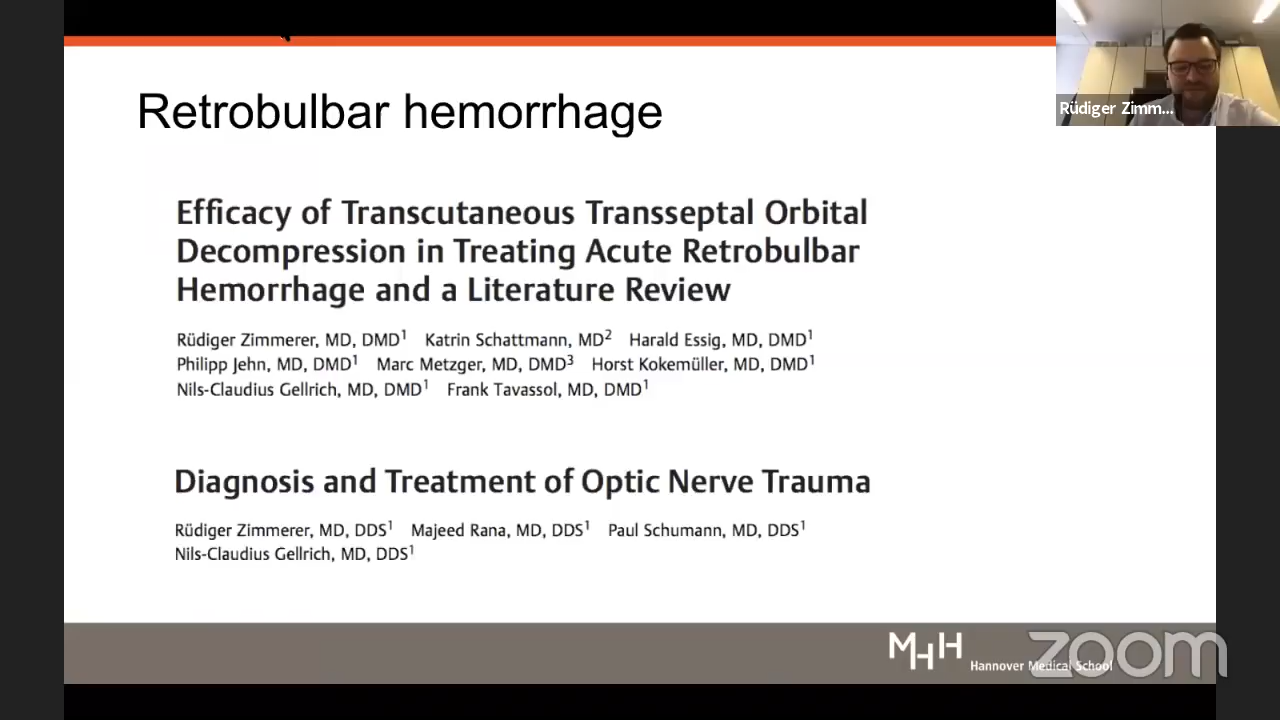 Retrobulbar hemorrhage
Rüdiger Zimm...
Efficacy of Transcutaneous Transseptal Orbital
Decompression in Treating Acute Retrobulbar
Hemorrhage and a Literature Review
Rüdiger Zimmerer, MD, DMD¹ Katrin Schattmann, MD² Harald Essig, MD, DMD¹
Philipp Jehn, MD, DMD¹ Marc Metzger, MD, DMD³ Horst Kokemüller, MD, DMD¹
Nils-Claudius Gellrich, MD, DMD¹ Frank Tavassol, MD, DMD¹
Diagnosis and Treatment of Optic Nerve Trauma
Rüdiger Zimmerer, MD, DDS¹ Majeed Rana, MD, DDS¹ Paul Schumann, MD, DDS¹
Nils-Claudius Gellrich, MD, DDS¹
MHH
Hannover Medical School
zoom